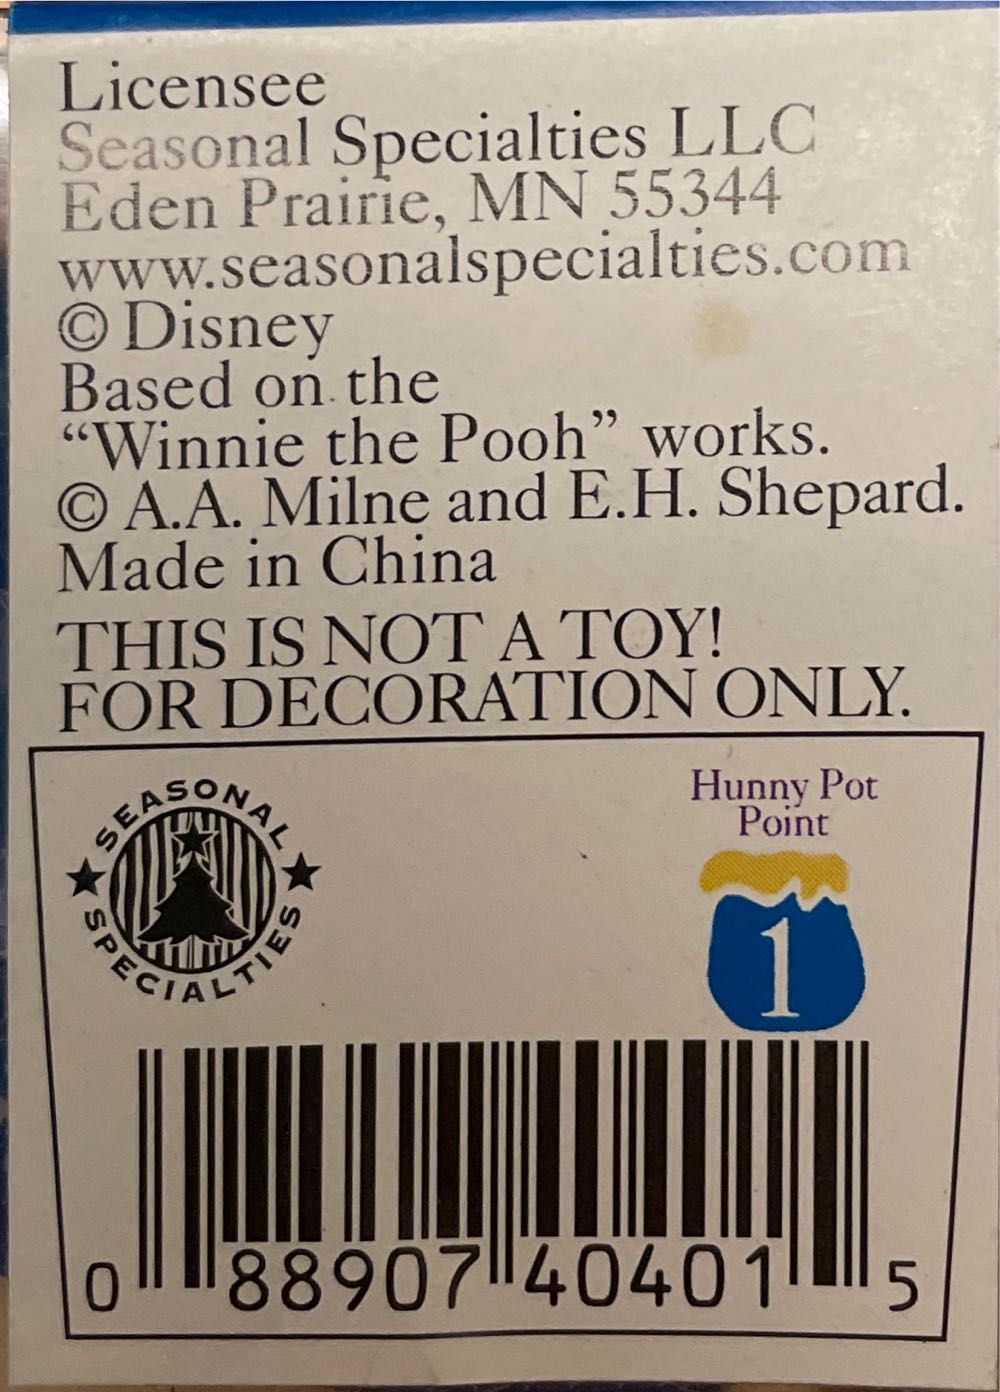 Licensee
Seasonal Specialties LLC
Eden Prairie, MN 55344
www.seasonalspecialties.com
© Disney
Based on the
“Winnie the Pooh” works.
© A.A. Milne and E.H. Shepard.
Made in China
THIS IS NOT A TOY!
FOR DECORATION ONLY.
SEASONAL
SPECIALTIES
Hunny Pot
Point
1
0 88907 40401 5